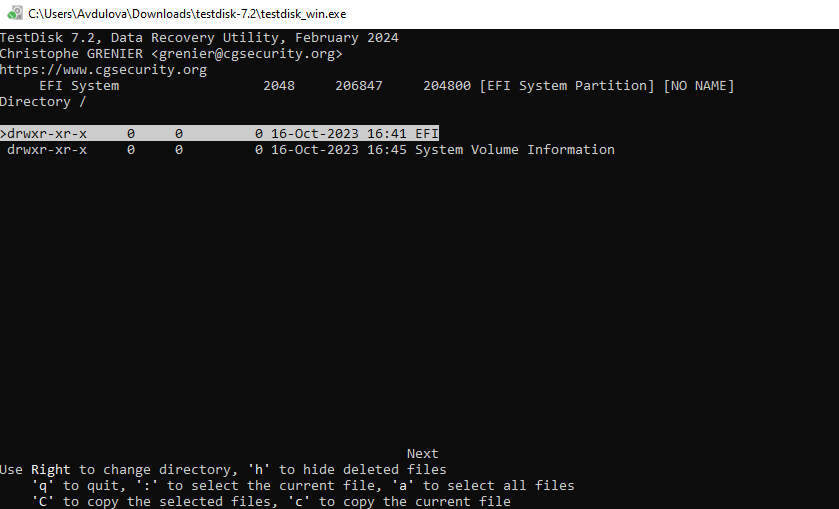 C:\Users\Avdulova\Downloads\testdisk-7.2\testdisk_win.exe
TestDisk 7.2, Data Recovery Utility, February 2024
Christophe GRENIER <grenier@cgsecurity.org>
https://www.cgsecurity.org
     EFI System                  2048     206847     204800 [EFI System Partition] [NO NAME]
Directory /
>drwxr-xr-x     0     0         0 16-Oct-2023 16:41 EFI
 drwxr-xr-x     0     0         0 16-Oct-2023 16:45 System Volume Information
Next
Use Right to change directory, 'h' to hide deleted files
    'q' to quit, ':' to select the current file, 'a' to select all files
    'C' to copy the selected files, 'c' to copy the current file